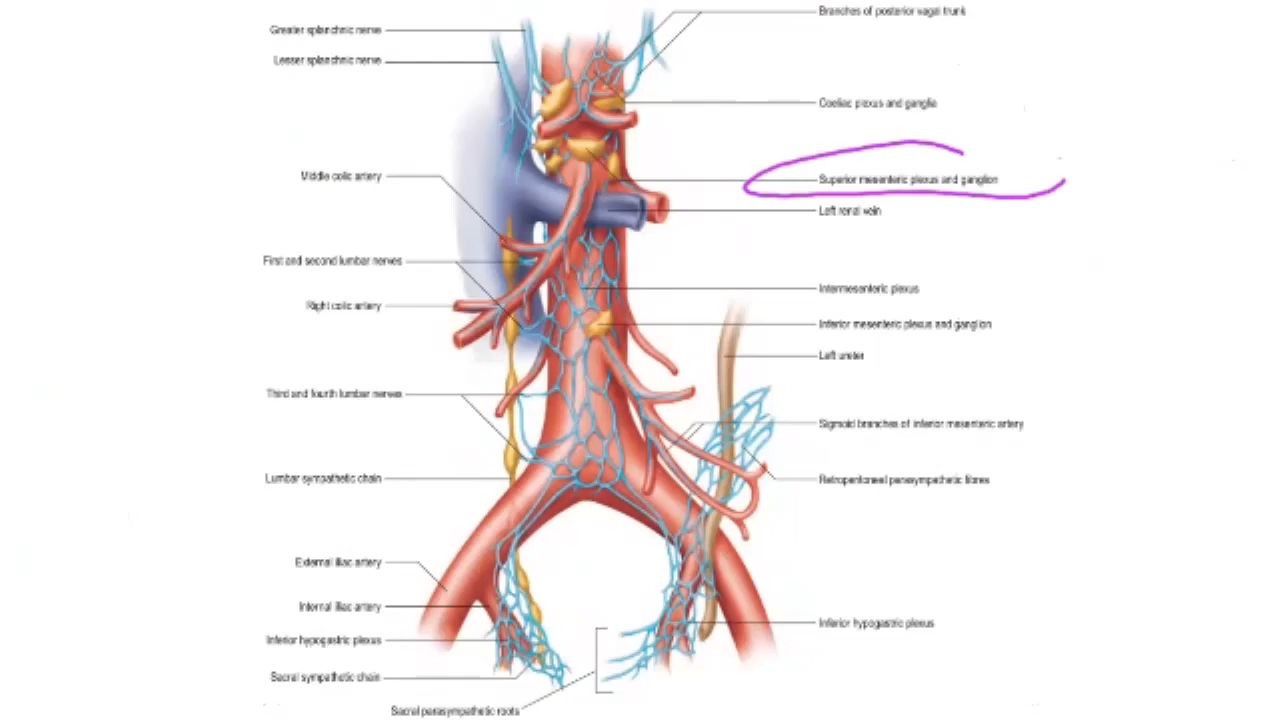 Greater splanchnic nerve
Lesser splanchnic nerve
Middle colic artery
First and second lumbar nerves
Right colic artery
Third and fourth lumbar nerves
Lumbar sympathetic chain
External iliac artery
Internal iliac artery
Inferior hypogastric plexus
Sacral sympathetic chain
Sacral parasympathetic roots
Branches of posterior vagal trunk
Coeliac plexus and ganglia
Superior mesenteric plexus and ganglion
Left renal vein
Intermesenteric plexus
Inferior mesenteric plexus and ganglion
Left ureter
Sigmoid branches of inferior mesenteric artery
Retroperitoneal parasympathetic fibres
Inferior hypogastric plexus